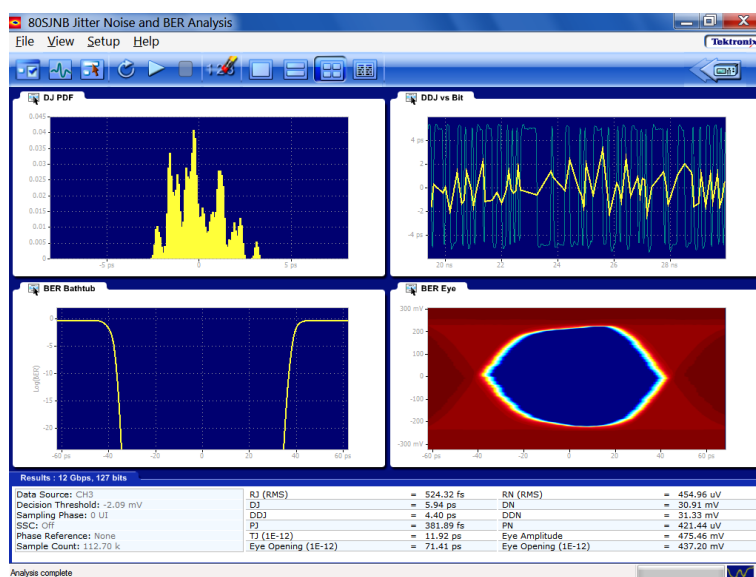 80SJNB Jitter Noise and BER Analysis
File View Setup Help
Tektronix
DJ PDF
0.045
0.04
0.035
0.03
0.025
0.02
0.015
0.01
0.005
0
-5 ps 0 5 ps
DDJ vs Bit
4 ps
2
0
-2
-4 ps
20 ns 22 24 26 28 ns
BER Bathtub
0
-5
-10
-15
-20
Log(BER)
-60 ps -40 -20 0 20 40 60 ps
BER Eye
300 mV
200
100
0
-100
-200
-300 mV
-60 ps -40 -20 0 20 40 60 ps
Results : 12 Gbps, 127 bits
Data Source: CH3 RJ (RMS) = 524.32 fs RN (RMS) = 454.96 uV
Decision Threshold: -2.09 mV DJ = 5.94 ps DN = 30.91 mV
Sampling Phase: 0 UI DDJ = 4.40 ps DDN = 31.33 mV
SSC: Off PJ = 381.89 fs PN = 421.44 uV
Phase Reference: None TJ (1E-12) = 11.92 ps Eye Amplitude = 475.46 mV
Sample Count: 112.70 k Eye Opening (1E-12) = 71.41 ps Eye Opening (1E-12) = 437.20 mV
Analysis complete